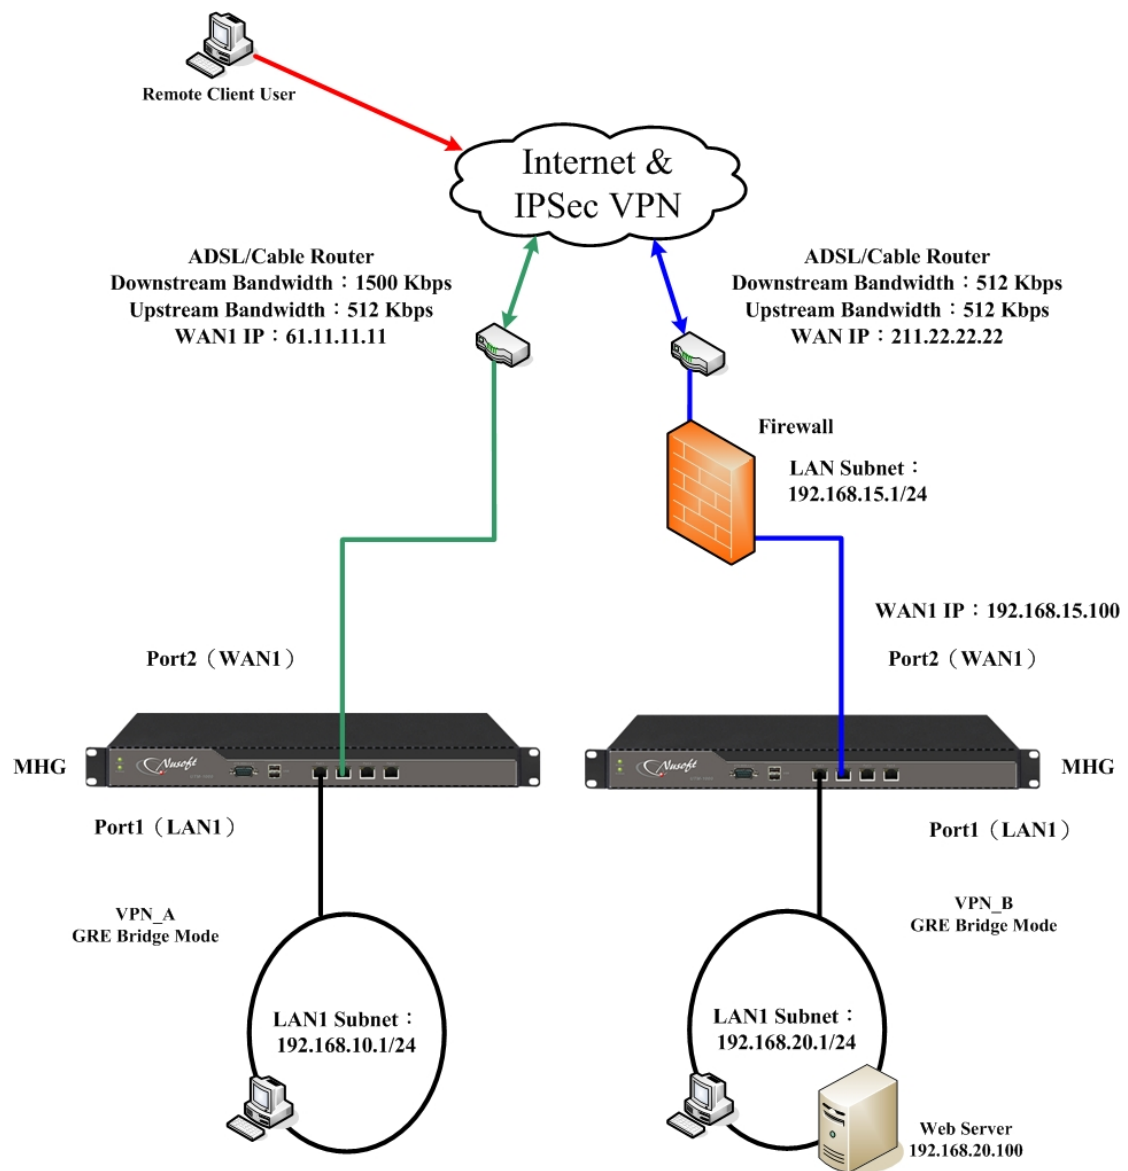 Remote Client User
Internet &
IPSec VPN
ADSL/Cable Router
Downstream Bandwidth：1500 Kbps
Upstream Bandwidth：512 Kbps
WAN1 IP：61.11.11.11
ADSL/Cable Router
Downstream Bandwidth：512 Kbps
Upstream Bandwidth：512 Kbps
WAN IP：211.22.22.22
Firewall
LAN Subnet：
192.168.15.1/24
WAN1 IP：192.168.15.100
Port2（WAN1）
Port2（WAN1）
MHG
Nusoft
Nusoft
MHG
Port1（LAN1）
Port1（LAN1）
VPN_A
GRE Bridge Mode
VPN_B
GRE Bridge Mode
LAN1 Subnet：
192.168.10.1/24
LAN1 Subnet：
192.168.20.1/24
Web Server
192.168.20.100